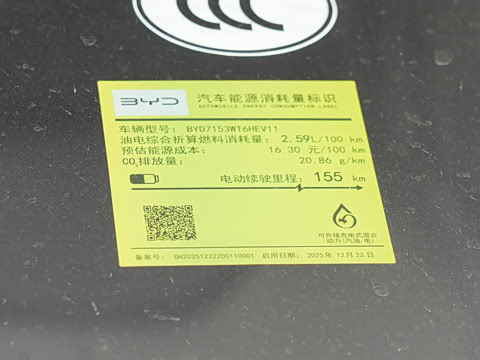 CCC
BYD 汽车能源消耗量标识
AUTOMOBILE ENERGY CONSUMPTION LABEL
车辆型号: BYD7153WT6HEV11
油电综合折算燃料消耗量: 2.59L/100 km
预估能源成本: 16.30 元/100 km
CO2排放量: 20.86 g/km
电动续驶里程: 155 km
可外接充电式混合
动力(汽油/电)
备案号: QH20251222200110001 启用日期: 2025 年 12 月 22 日